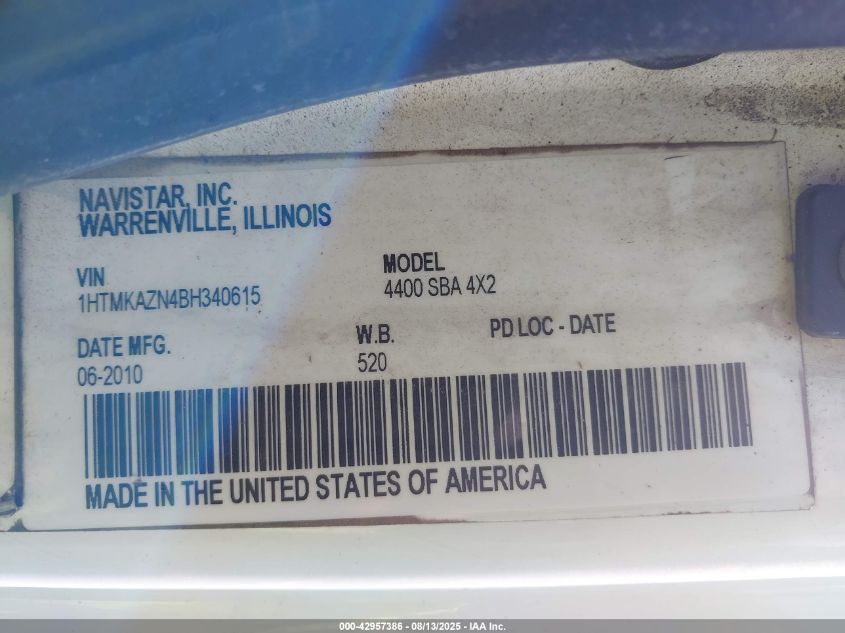 NAVISTAR, INC.
WARRENVILLE, ILLINOIS
VIN
1HTMKAZN4BH340615
MODEL
4400 SBA 4X2
DATE MFG.
06-2010
W.B.
520
PD LOC - DATE
MADE IN THE UNITED STATES OF AMERICA
000-42957386 - 08/13/2025 - IAA Inc.